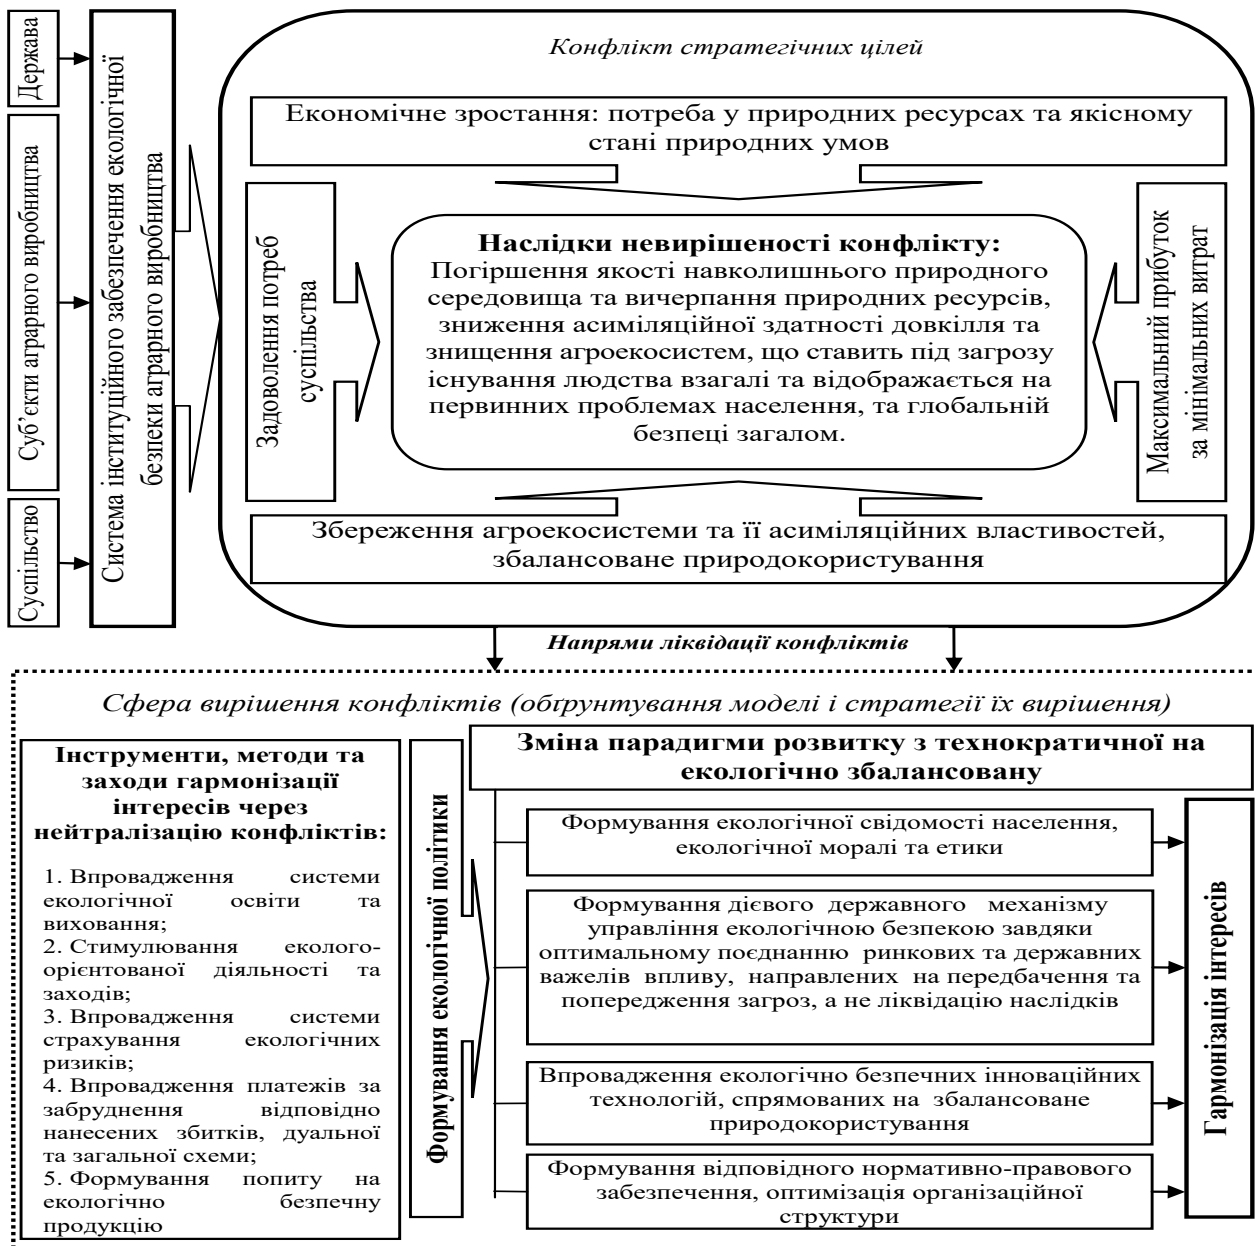 Держава
Суб’єкти аграрного виробництва
Суспільство
Система інституційного забезпечення екологічної
безпеки аграрного виробництва
Конфлікт стратегічних цілей
Економічне зростання: потреба у природних ресурсах та якісному
стані природних умов
Задоволення потреб
суспільства
Наслідки невирішеності конфлікту:
Погіршення якості навколишнього природного
середовища та вичерпання природних ресурсів,
зниження асиміляційної здатності довкілля та
знищення агроекосистем, що ставить під загрозу
існування людства взагалі та відображається на
первинних проблемах населення, та глобальній
безпеці загалом.
Максимальний прибуток
за мінімальних витрат
Збереження агроекосистеми та її асиміляційних властивостей,
збалансоване природокористування
Напрями ліквідації конфліктів
Сфера вирішення конфліктів (обґрунтування моделі і стратегії їх вирішення)
Інструменти, методи та
заходи гармонізації
інтересів через
нейтралізацію конфліктів:
1. Впровадження системи
екологічної освіти та
виховання;
2. Стимулювання еколого-
орієнтованої діяльності та
заходів;
3. Впровадження системи
страхування екологічних
ризиків;
4. Впровадження платежів за
забруднення відповідно
нанесених збитків, дуальної
та загальної схеми;
5. Формування попиту на
екологічно безпечну
продукцію
Формування екологічної політики
Зміна парадигми розвитку з технократичної на
екологічно збалансовану
Формування екологічної свідомості населення,
екологічної моралі та етики
Формування дієвого державного механізму
управління екологічною безпекою завдяки
оптимальному поєднанню ринкових та державних
важелів впливу, направлених на передбачення та
попередження загроз, а не ліквідацію наслідків
Впровадження екологічно безпечних інноваційних
технологій, спрямованих на збалансоване
природокористування
Формування відповідного нормативно-правового
забезпечення, оптимізація організаційної
структури
Гармонізація інтересів